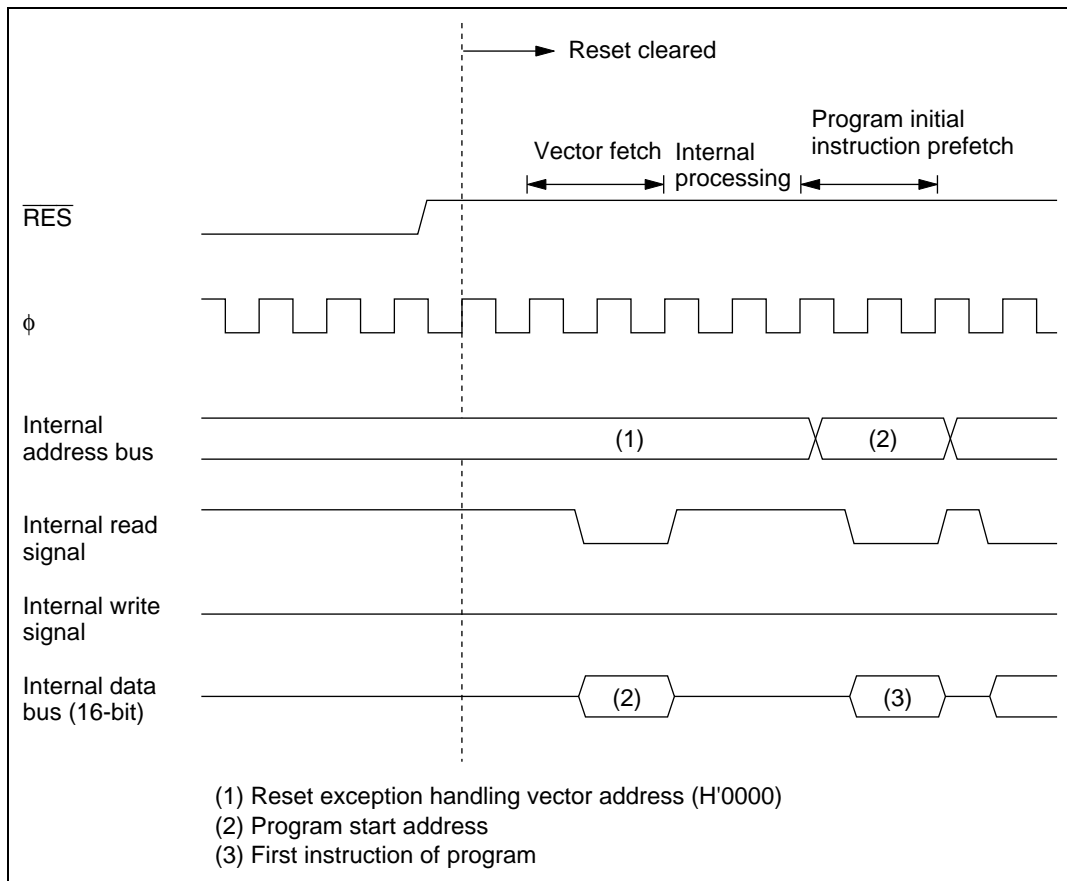 Reset cleared
Vector fetch
Internal
processing
Program initial
instruction prefetch
RES
φ
Internal
address bus
(1)
(2)
Internal read
signal
Internal write
signal
Internal data
bus (16-bit)
(2)
(3)
(1) Reset exception handling vector address (H'0000)
(2) Program start address
(3) First instruction of program